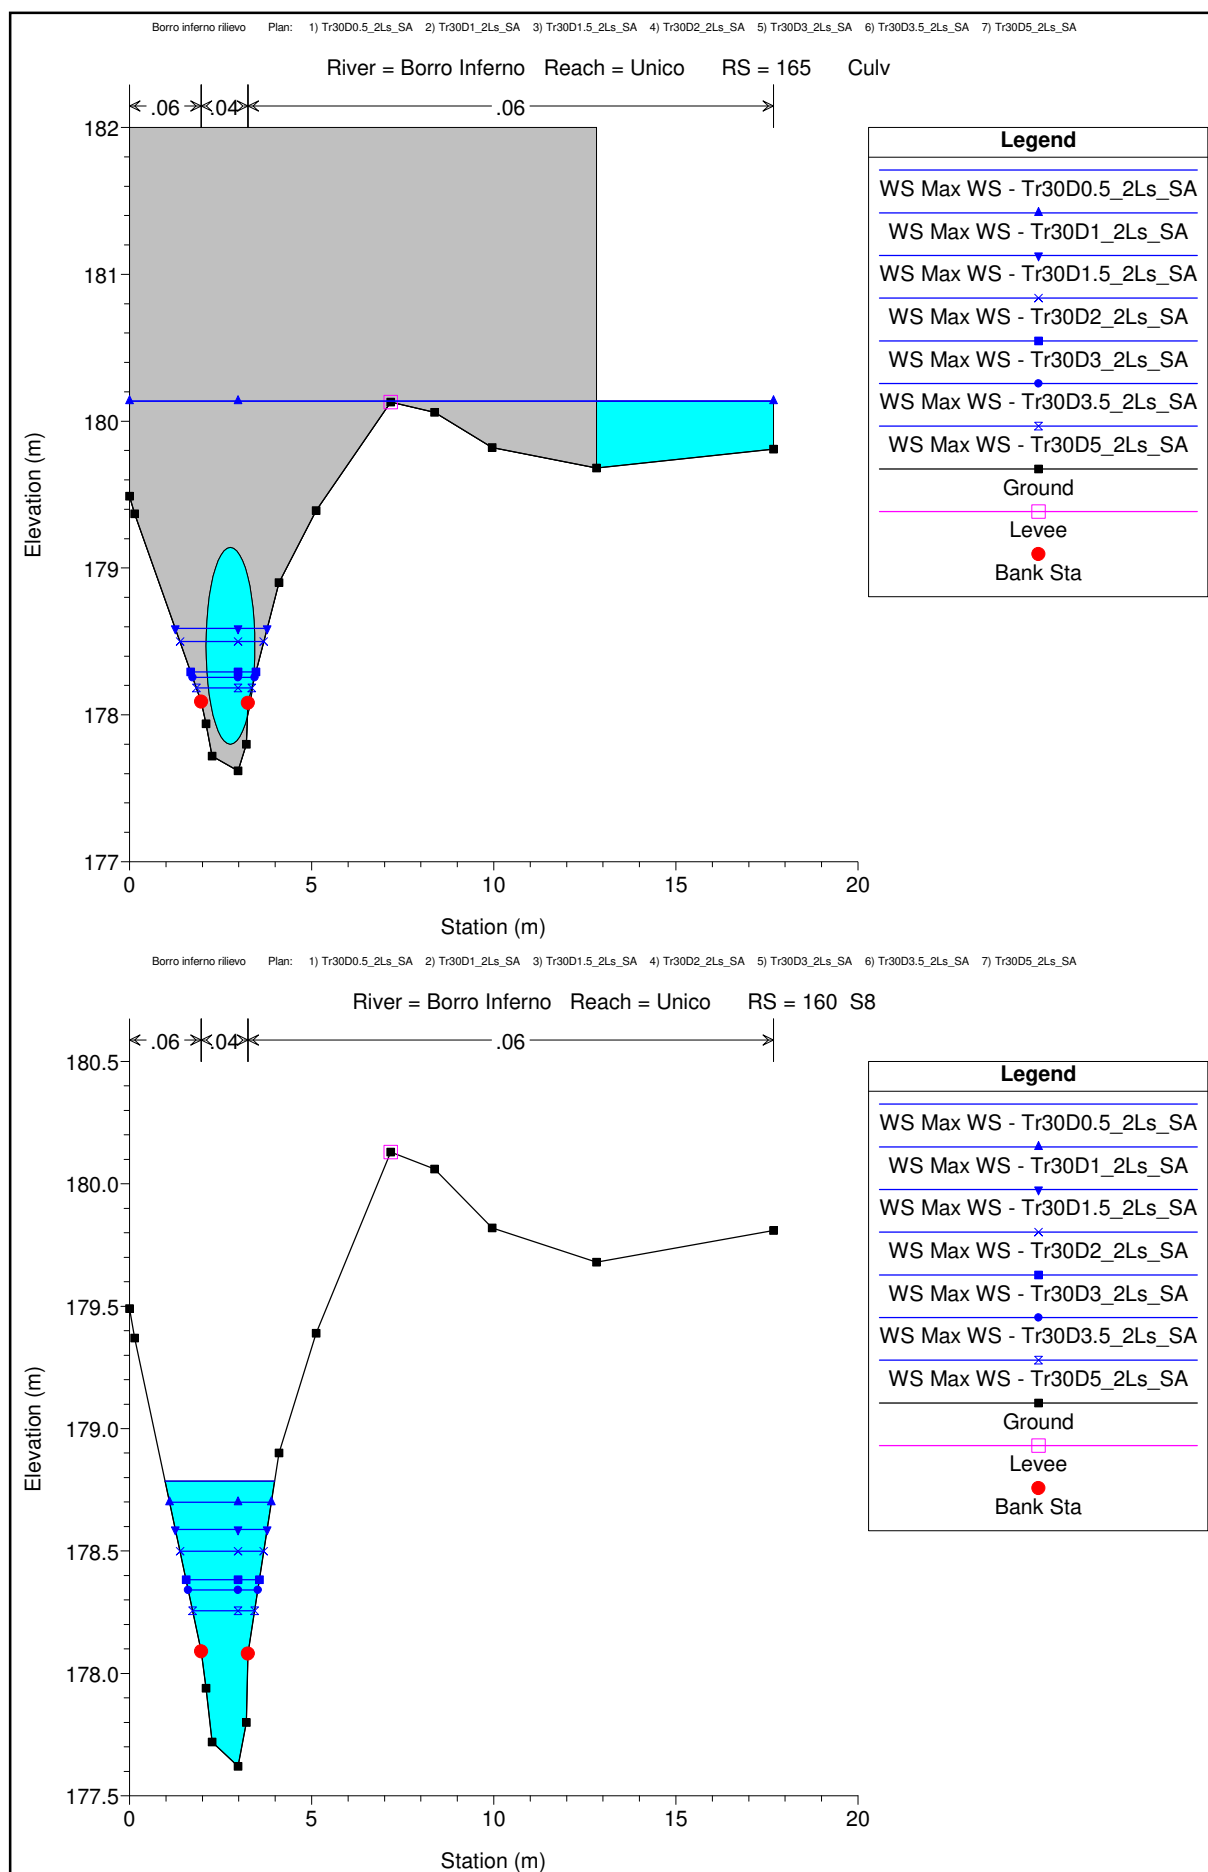 Borro inferno rilievo Plan: 1) Tr30D0.5_2Ls_SA 2) Tr30D1_2Ls_SA 3) Tr30D1.5_2Ls_SA 4) Tr30D2_2Ls_SA 5) Tr30D3_2Ls_SA 6) Tr30D3.5_2Ls_SA 7) Tr30D5_2Ls_SA
River = Borro Inferno Reach = Unico RS = 165 Culv
.06 .04 .06
182
181
180
179
178
177
Elevation (m)
0 5 10 15 20
Station (m)
Legend
WS Max WS - Tr30D0.5_2Ls_SA
WS Max WS - Tr30D1_2Ls_SA
WS Max WS - Tr30D1.5_2Ls_SA
WS Max WS - Tr30D2_2Ls_SA
WS Max WS - Tr30D3_2Ls_SA
WS Max WS - Tr30D3.5_2Ls_SA
WS Max WS - Tr30D5_2Ls_SA
Ground
Levee
Bank Sta
Borro inferno rilievo Plan: 1) Tr30D0.5_2Ls_SA 2) Tr30D1_2Ls_SA 3) Tr30D1.5_2Ls_SA 4) Tr30D2_2Ls_SA 5) Tr30D3_2Ls_SA 6) Tr30D3.5_2Ls_SA 7) Tr30D5_2Ls_SA
River = Borro Inferno Reach = Unico RS = 160 S8
.06 .04 .06
180.5
180.0
179.5
179.0
178.5
178.0
177.5
Elevation (m)
0 5 10 15 20
Station (m)
Legend
WS Max WS - Tr30D0.5_2Ls_SA
WS Max WS - Tr30D1_2Ls_SA
WS Max WS - Tr30D1.5_2Ls_SA
WS Max WS - Tr30D2_2Ls_SA
WS Max WS - Tr30D3_2Ls_SA
WS Max WS - Tr30D3.5_2Ls_SA
WS Max WS - Tr30D5_2Ls_SA
Ground
Levee
Bank Sta